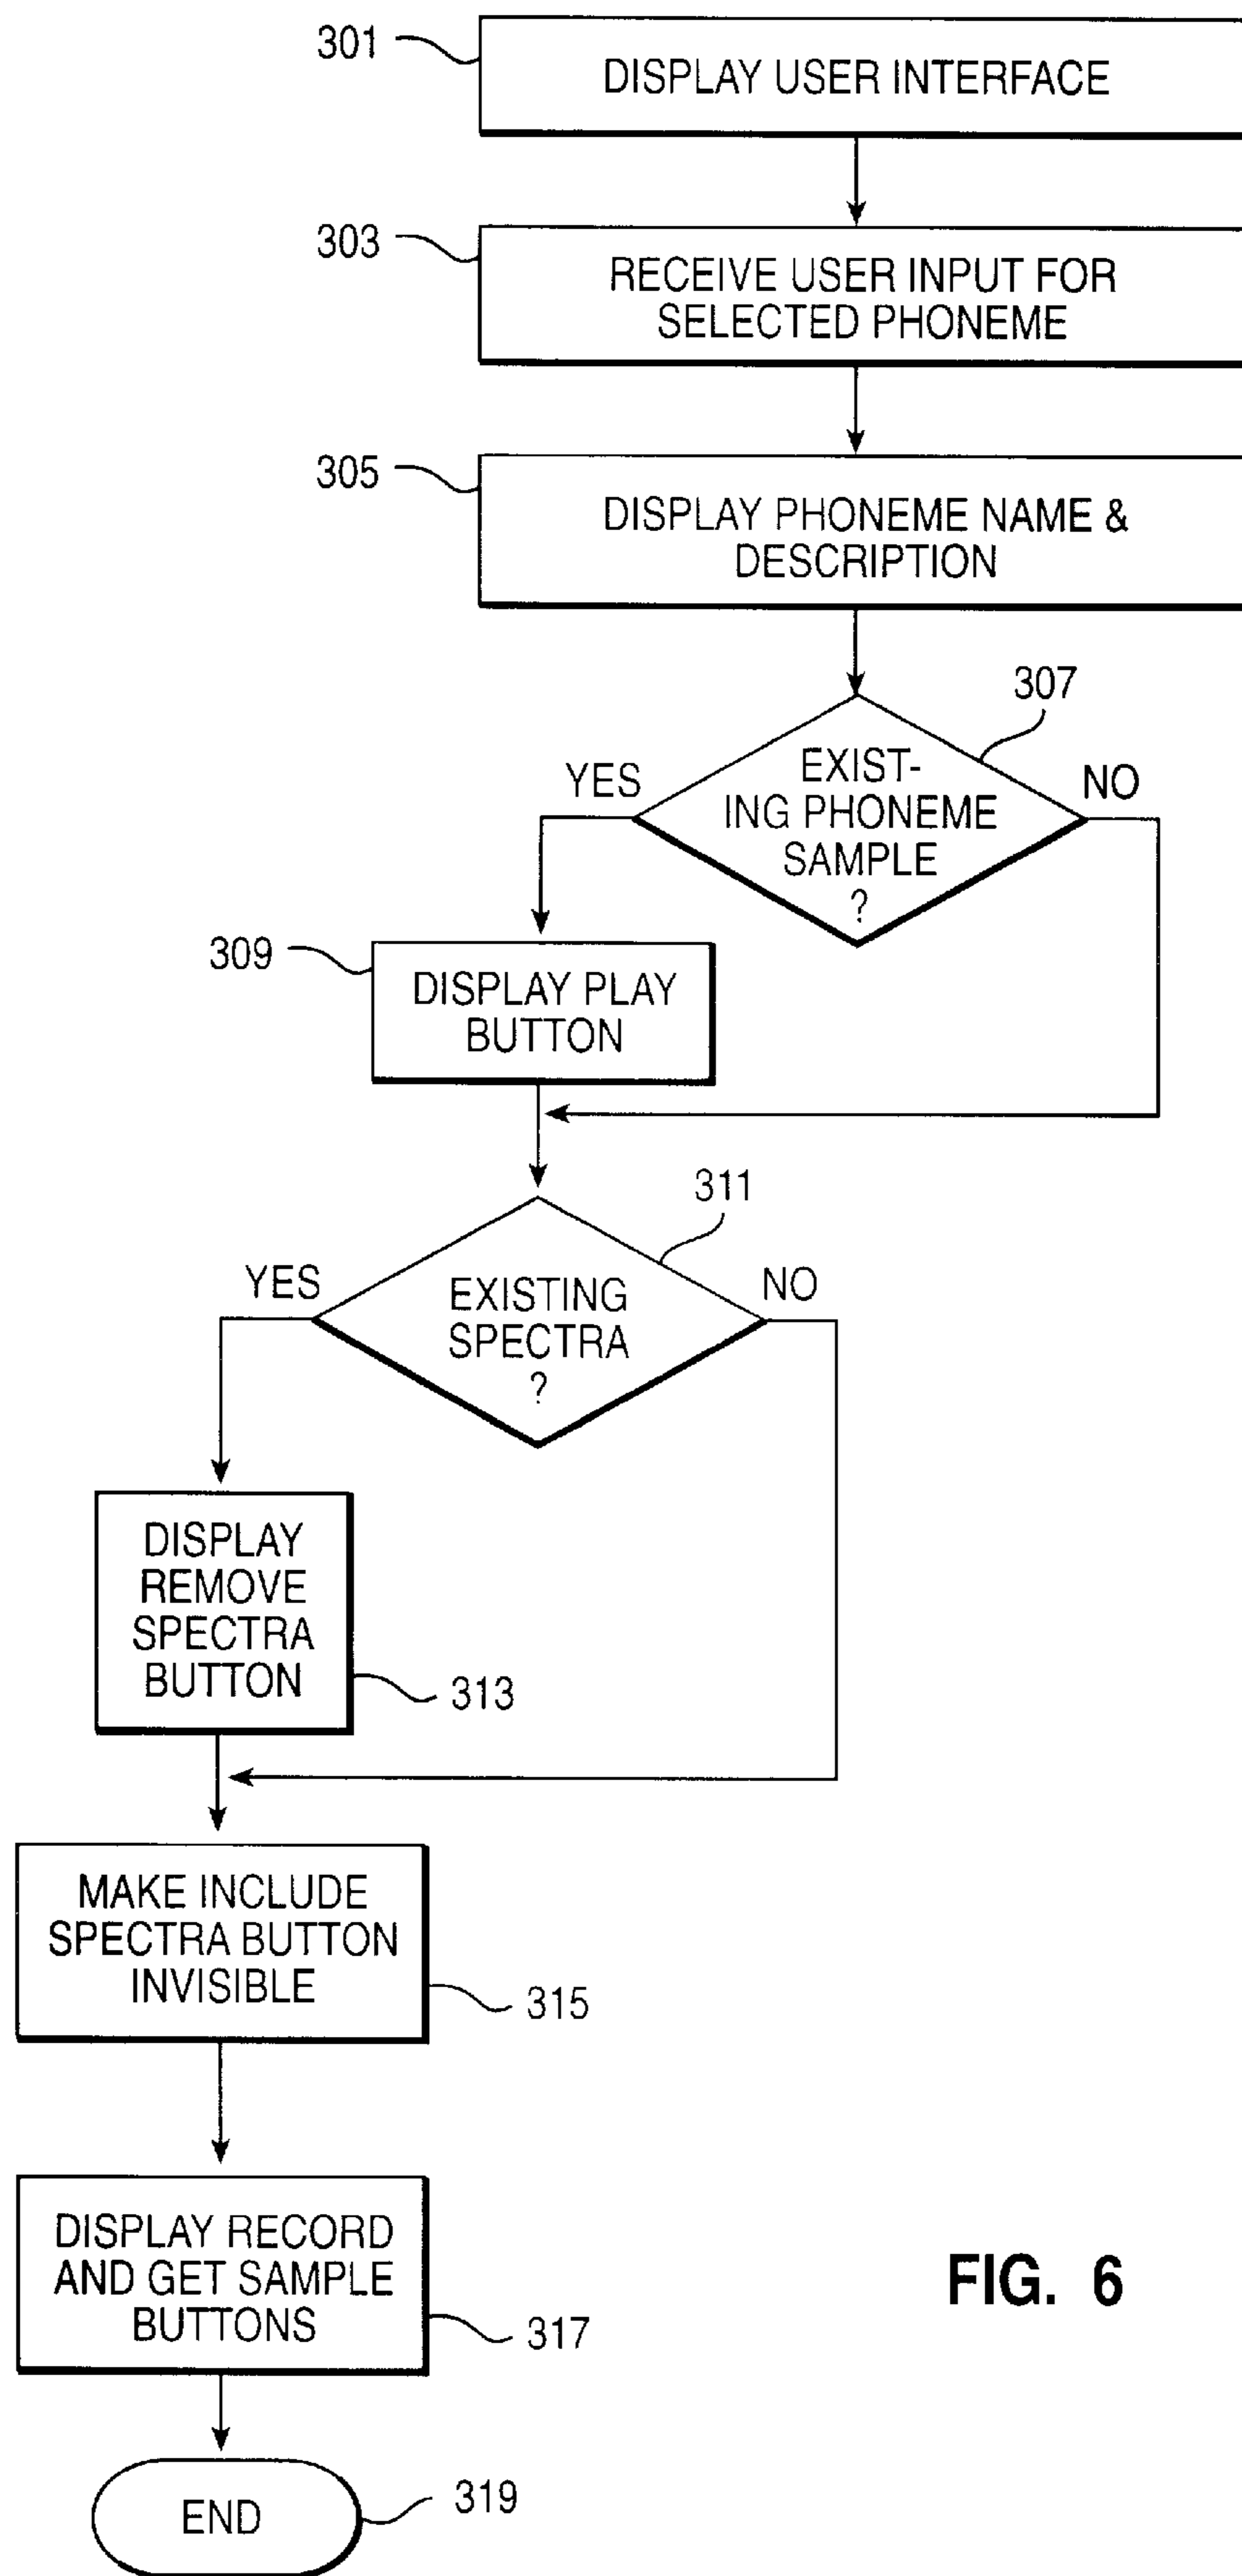 301
DISPLAY USER INTERFACE
303
RECEIVE USER INPUT FOR
SELECTED PHONEME
305
DISPLAY PHONEME NAME &
DESCRIPTION
307
YES
NO
EXIST-
ING PHONEME
SAMPLE
?
309
DISPLAY PLAY
BUTTON
311
YES
NO
EXISTING
SPECTRA
?
DISPLAY
REMOVE
SPECTRA
BUTTON
313
MAKE INCLUDE
SPECTRA BUTTON
INVISIBLE
315
DISPLAY RECORD
AND GET SAMPLE
BUTTONS
317
FIG. 6
END
319